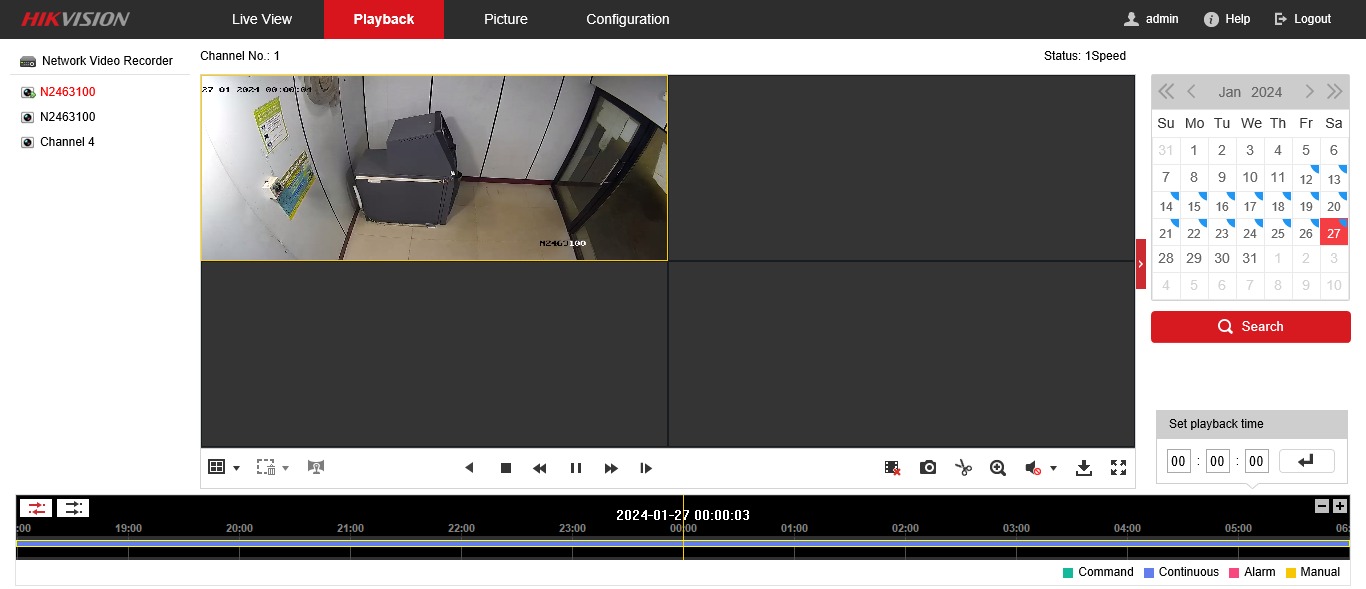 HIKVISION
Live View
Playback
Picture
Configuration
admin
Help
Logout
Network Video Recorder
N2463100
N2463100
Channel 4
Channel No.: 1
Status: 1Speed
27 01 2024 00:00:04
N2463100
Jan 2024
Su Mo Tu We Th Fr Sa
31 1 2 3 4 5 6
7 8 9 10 11 12 13
14 15 16 17 18 19 20
21 22 23 24 25 26 27
28 29 30 31 1 2 3
4 5 6 7 8 9 10
Search
Set playback time
00 : 00 : 00
2024-01-27 00:00:03
:00 19:00 20:00 21:00 22:00 23:00 00:00 01:00 02:00 03:00 04:00 05:00 06:
Command
Continuous
Alarm
Manual